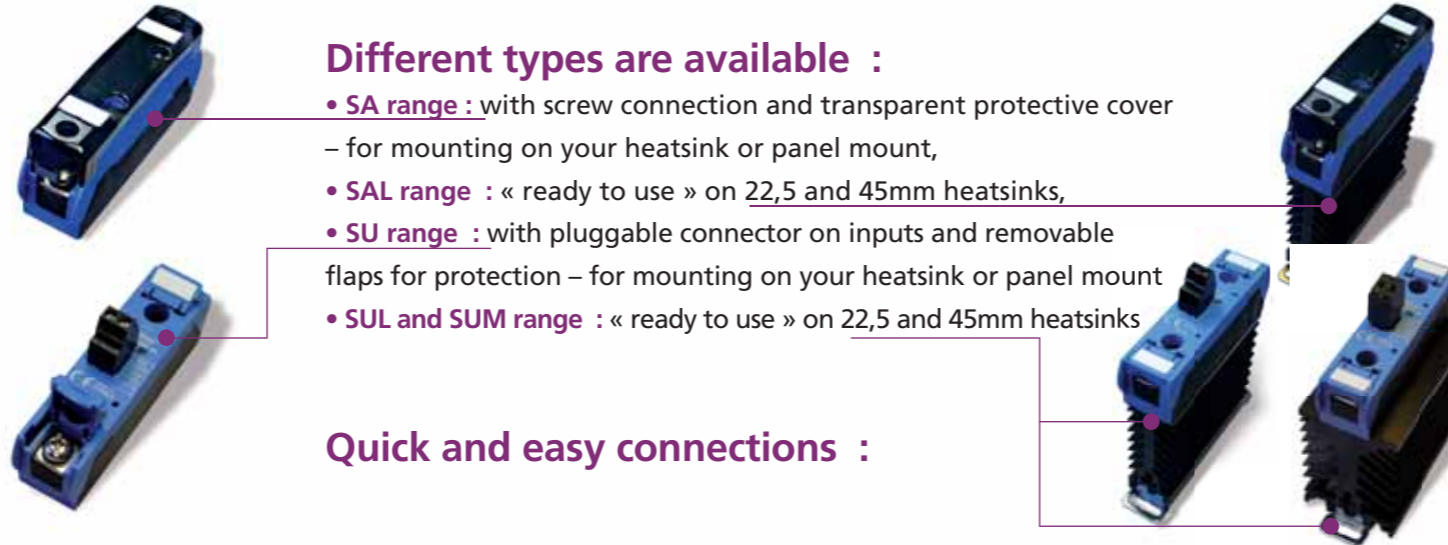 Different types are available :
• SA range : with screw connection and transparent protective cover
– for mounting on your heatsink or panel mount,
• SAL range : « ready to use » on 22,5 and 45mm heatsinks,
• SU range : with pluggable connector on inputs and removable
flaps for protection – for mounting on your heatsink or panel mount
• SUL and SUM range : « ready to use » on 22,5 and 45mm heatsinks
Quick and easy connections :